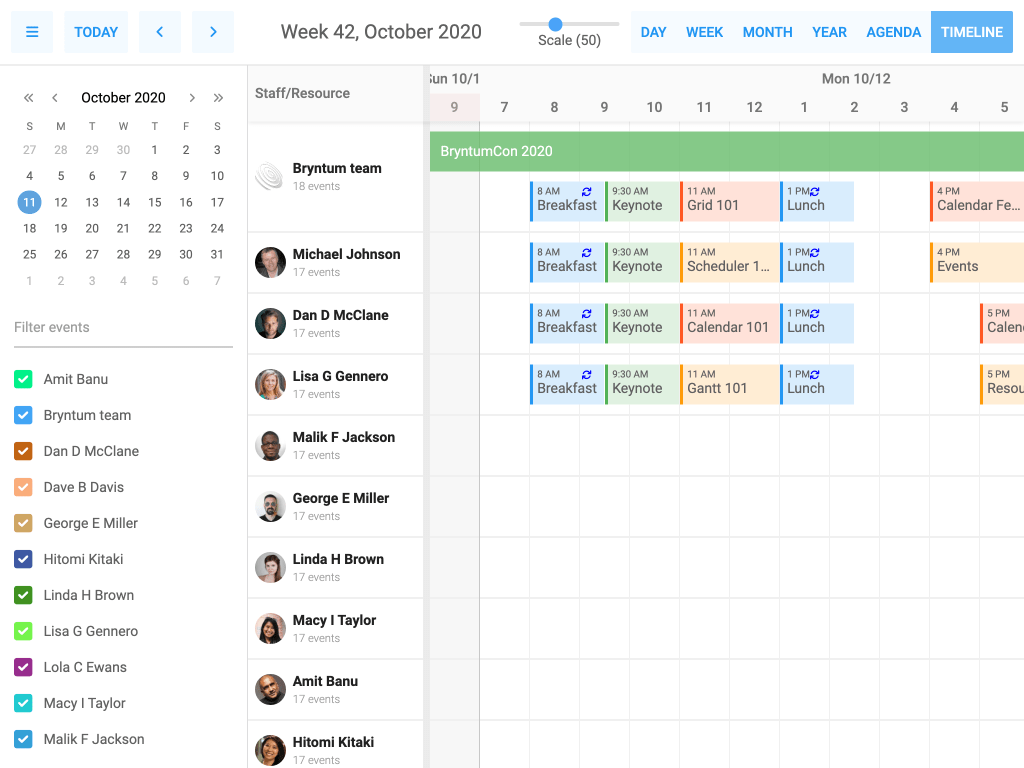 TODAY
Week 42, October 2020
Scale (50)
DAY WEEK MONTH YEAR AGENDA TIMELINE
October 2020
S M T W T F S
27 28 29 30 1 2 3
4 5 6 7 8 9 10
11 12 13 14 15 16 17
18 19 20 21 22 23 24
25 26 27 28 29 30 31
1 2 3 4 5 6 7
Filter events
Amit Banu
Bryntum team
Dan D McClane
Dave B Davis
George E Miller
Hitomi Kitaki
Linda H Brown
Lisa G Gennero
Lola C Ewans
Macy I Taylor
Malik F Jackson
Staff/Resource
Sun 10/1 Mon 10/12
9 7 8 9 10 11 12 1 2 3 4 5
Bryntum team
18 events
BryntumCon 2020
8 AM 9:30 AM 11 AM 1 PM 4 PM
Breakfast Keynote Grid 101 Lunch Calendar Fe…
Michael Johnson
17 events
8 AM 9:30 AM 11 AM 1 PM 4 PM
Breakfast Keynote Scheduler 1… Lunch Events
Dan D McClane
17 events
8 AM 9:30 AM 11 AM 1 PM 5 PM
Breakfast Keynote Calendar 101 Lunch Calen
Lisa G Gennero
17 events
8 AM 9:30 AM 11 AM 1 PM 5 PM
Breakfast Keynote Gantt 101 Lunch Resou
Malik F Jackson
17 events
George E Miller
17 events
Linda H Brown
17 events
Macy I Taylor
17 events
Amit Banu
17 events
Hitomi Kitaki
17 events